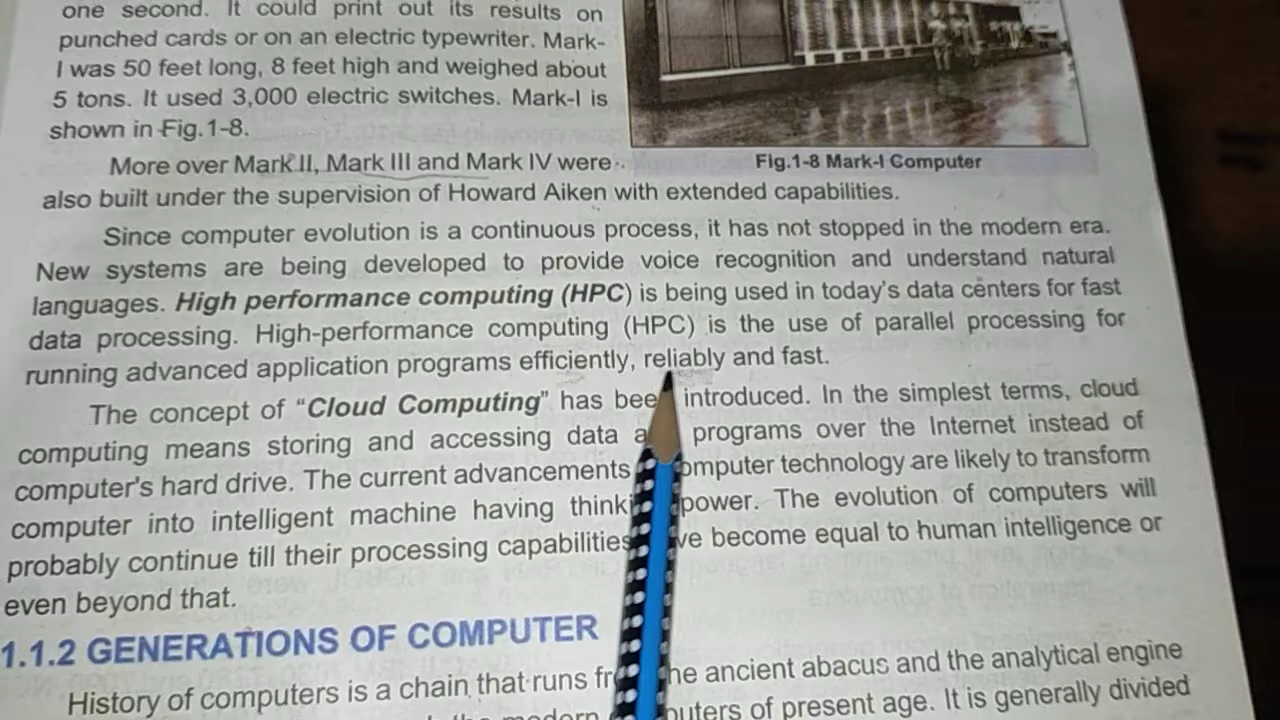 one second. It could print out its results on
punched cards or on an electric typewriter. Mark-
I was 50 feet long, 8 feet high and weighed about
5 tons. It used 3,000 electric switches. Mark-I is
shown in Fig.1-8.
Fig.1-8 Mark-I Computer
More over Mark II, Mark III and Mark IV were
also built under the supervision of Howard Aiken with extended capabilities.
Since computer evolution is a continuous process, it has not stopped in the modern era.
New systems are being developed to provide voice recognition and understand natural
languages. High performance computing (HPC) is being used in today's data centers for fast
data processing. High-performance computing (HPC) is the use of parallel processing for
running advanced application programs efficiently, reliably and fast.
The concept of “Cloud Computing” has bee introduced. In the simplest terms, cloud
computing means storing and accessing data a programs over the Internet instead of
computer's hard drive. The current advancements omputer technology are likely to transform
computer into intelligent machine having thinki power. The evolution of computers will
probably continue till their processing capabilities ve become equal to human intelligence or
even beyond that.
1.1.2 GENERATIONS OF COMPUTER
History of computers is a chain that runs fr he ancient abacus and the analytical engine
the modern puters of present age. It is generally divided